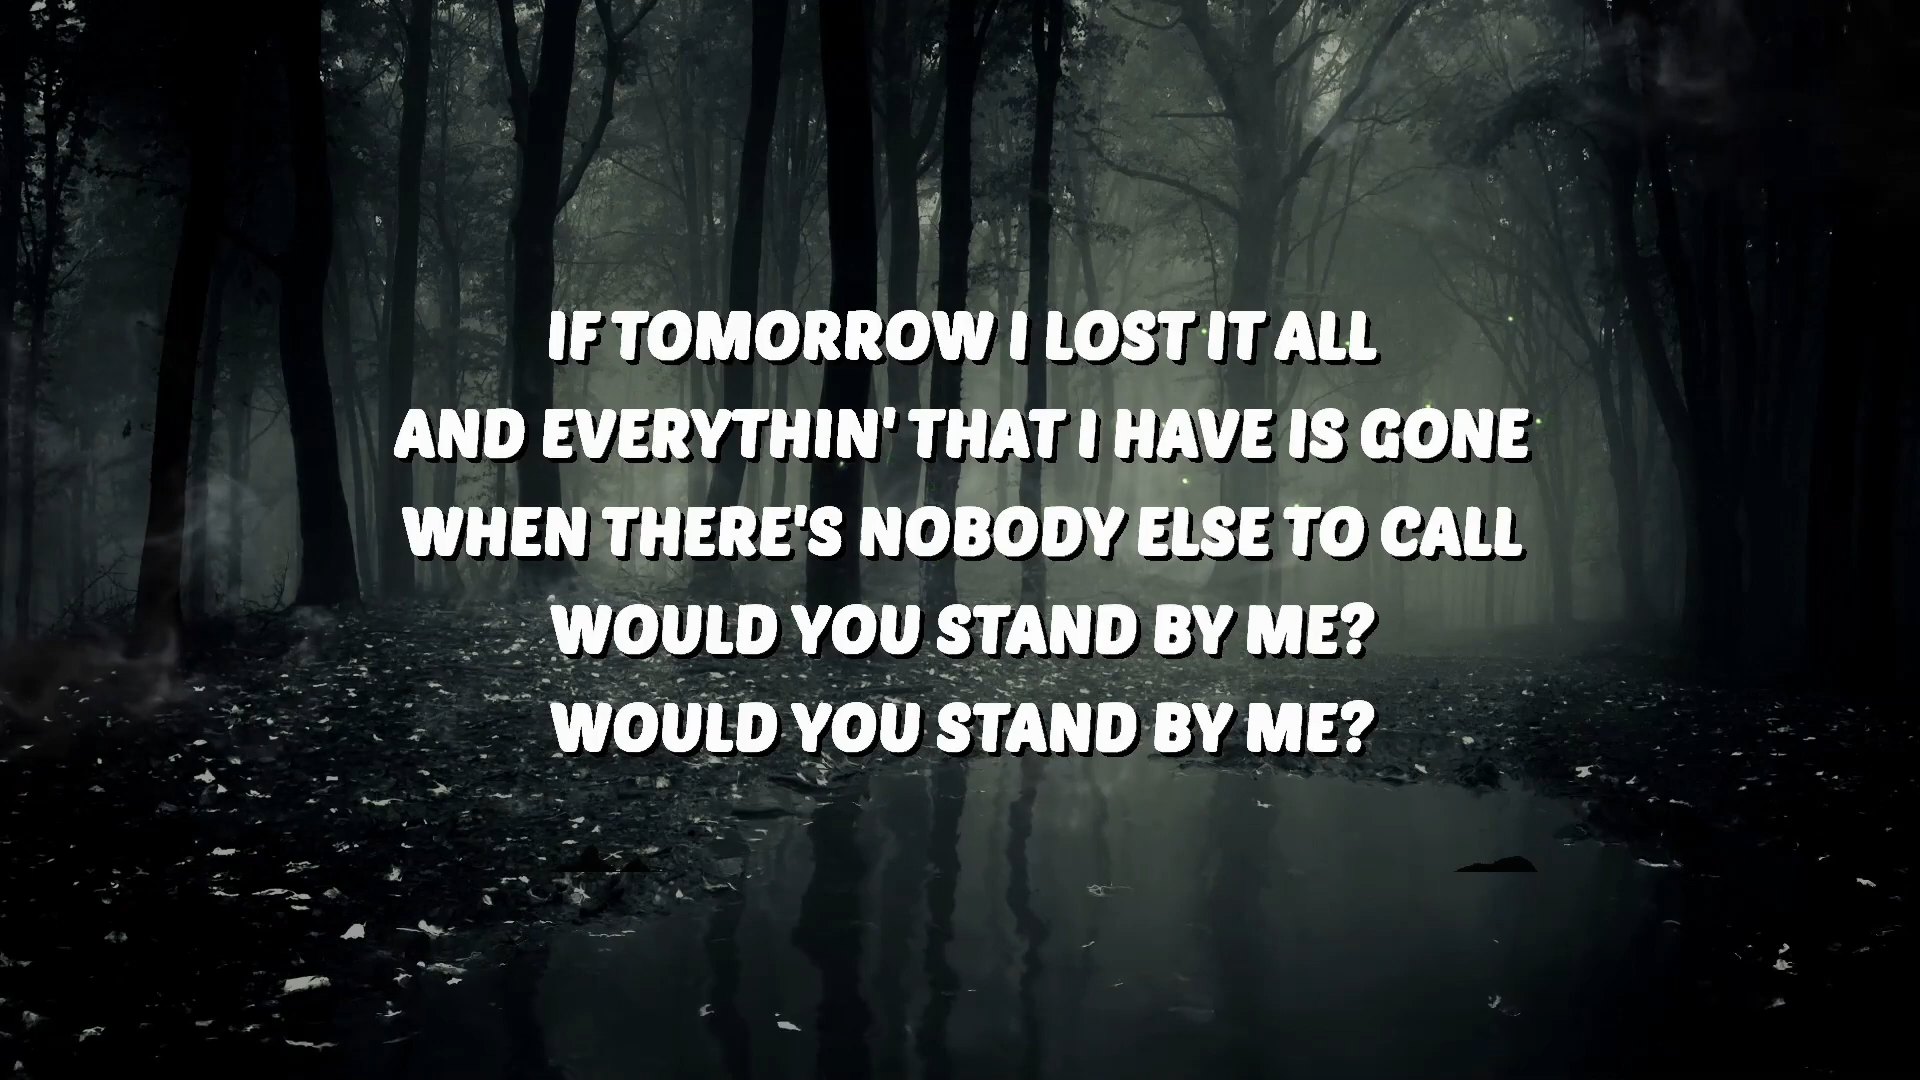 IF TOMORROW I LOST IT ALL
AND EVERYTHIN' THAT I HAVE IS GONE
WHEN THERE'S NOBODY ELSE TO CALL
WOULD YOU STAND BY ME?
WOULD YOU STAND BY ME?